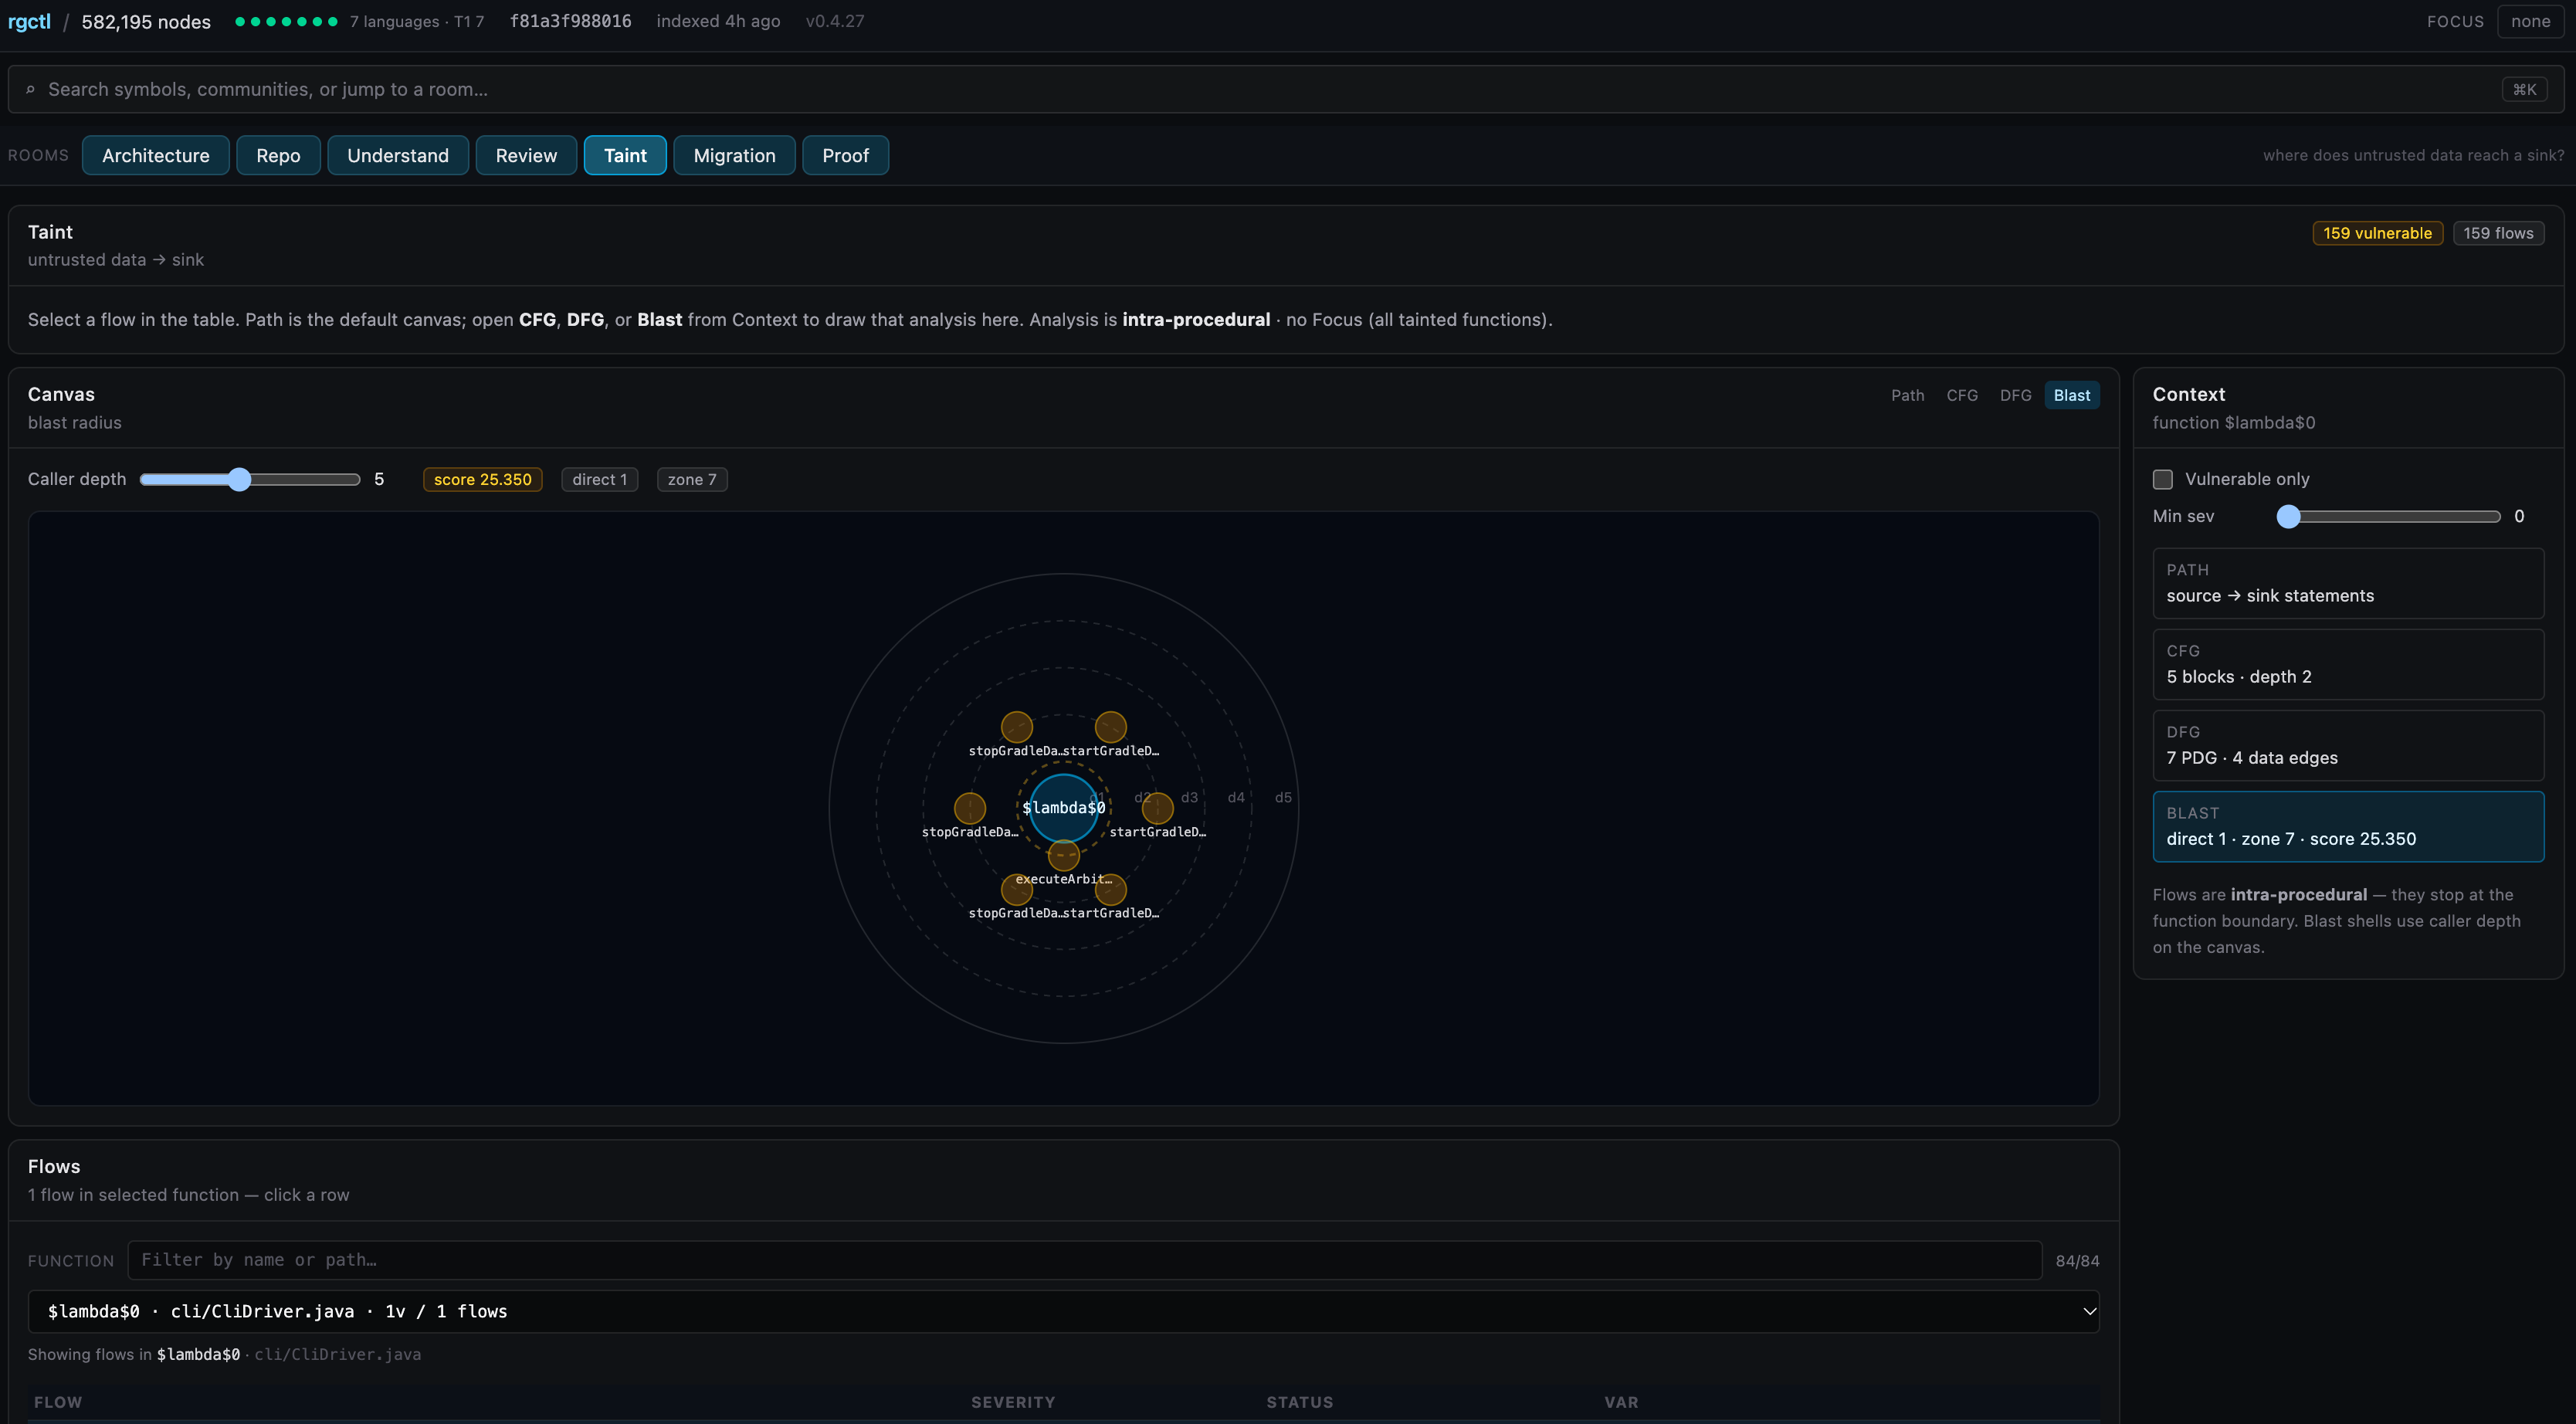 rgctl / 582,195 nodes 7 languages · T1 7 f81a3f988016 indexed 4h ago v0.4.27 FOCUS none
Search symbols, communities, or jump to a room… ⌘K
ROOMS Architecture Repo Understand Review Taint Migration Proof where does untrusted data reach a sink?
Taint 159 vulnerable 159 flows
untrusted data → sink
Select a flow in the table. Path is the default canvas; open CFG, DFG, or Blast from Context to draw that analysis here. Analysis is intra-procedural · no Focus (all tainted functions).
Canvas Path CFG DFG Blast
blast radius
Caller depth 5 score 25.350 direct 1 zone 7
stopGradleDa… startGradleD…
$lambda$0 d1 d2 d3 d4 d5
stopGradleDa… startGradleD…
executeArbit…
stopGradleDa… startGradleD…
Context
function $lambda$0
Vulnerable only
Min sev 0
PATH
source → sink statements
CFG
5 blocks · depth 2
DFG
7 PDG · 4 data edges
BLAST
direct 1 · zone 7 · score 25.350
Flows are intra-procedural — they stop at the
function boundary. Blast shells use caller depth
on the canvas.
Flows
1 flow in selected function — click a row
FUNCTION Filter by name or path… 84/84
$lambda$0 · cli/CliDriver.java · 1v / 1 flows
Showing flows in $lambda$0 · cli/CliDriver.java
FLOW SEVERITY STATUS VAR